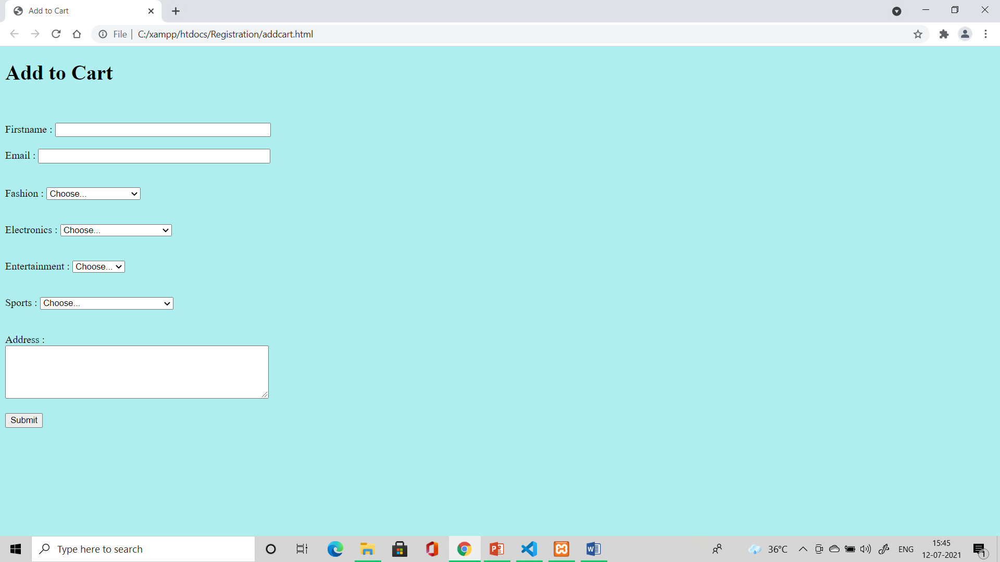 Add to Cart
File | C:/xampp/htdocs/Registration/addcart.html
Add to Cart
Firstname :
Email :
Fashion : Choose...
Electronics : Choose...
Entertainment : Choose...
Sports : Choose...
Address :
Submit
Type here to search
36°C
ENG
15:45
12-07-2021
1